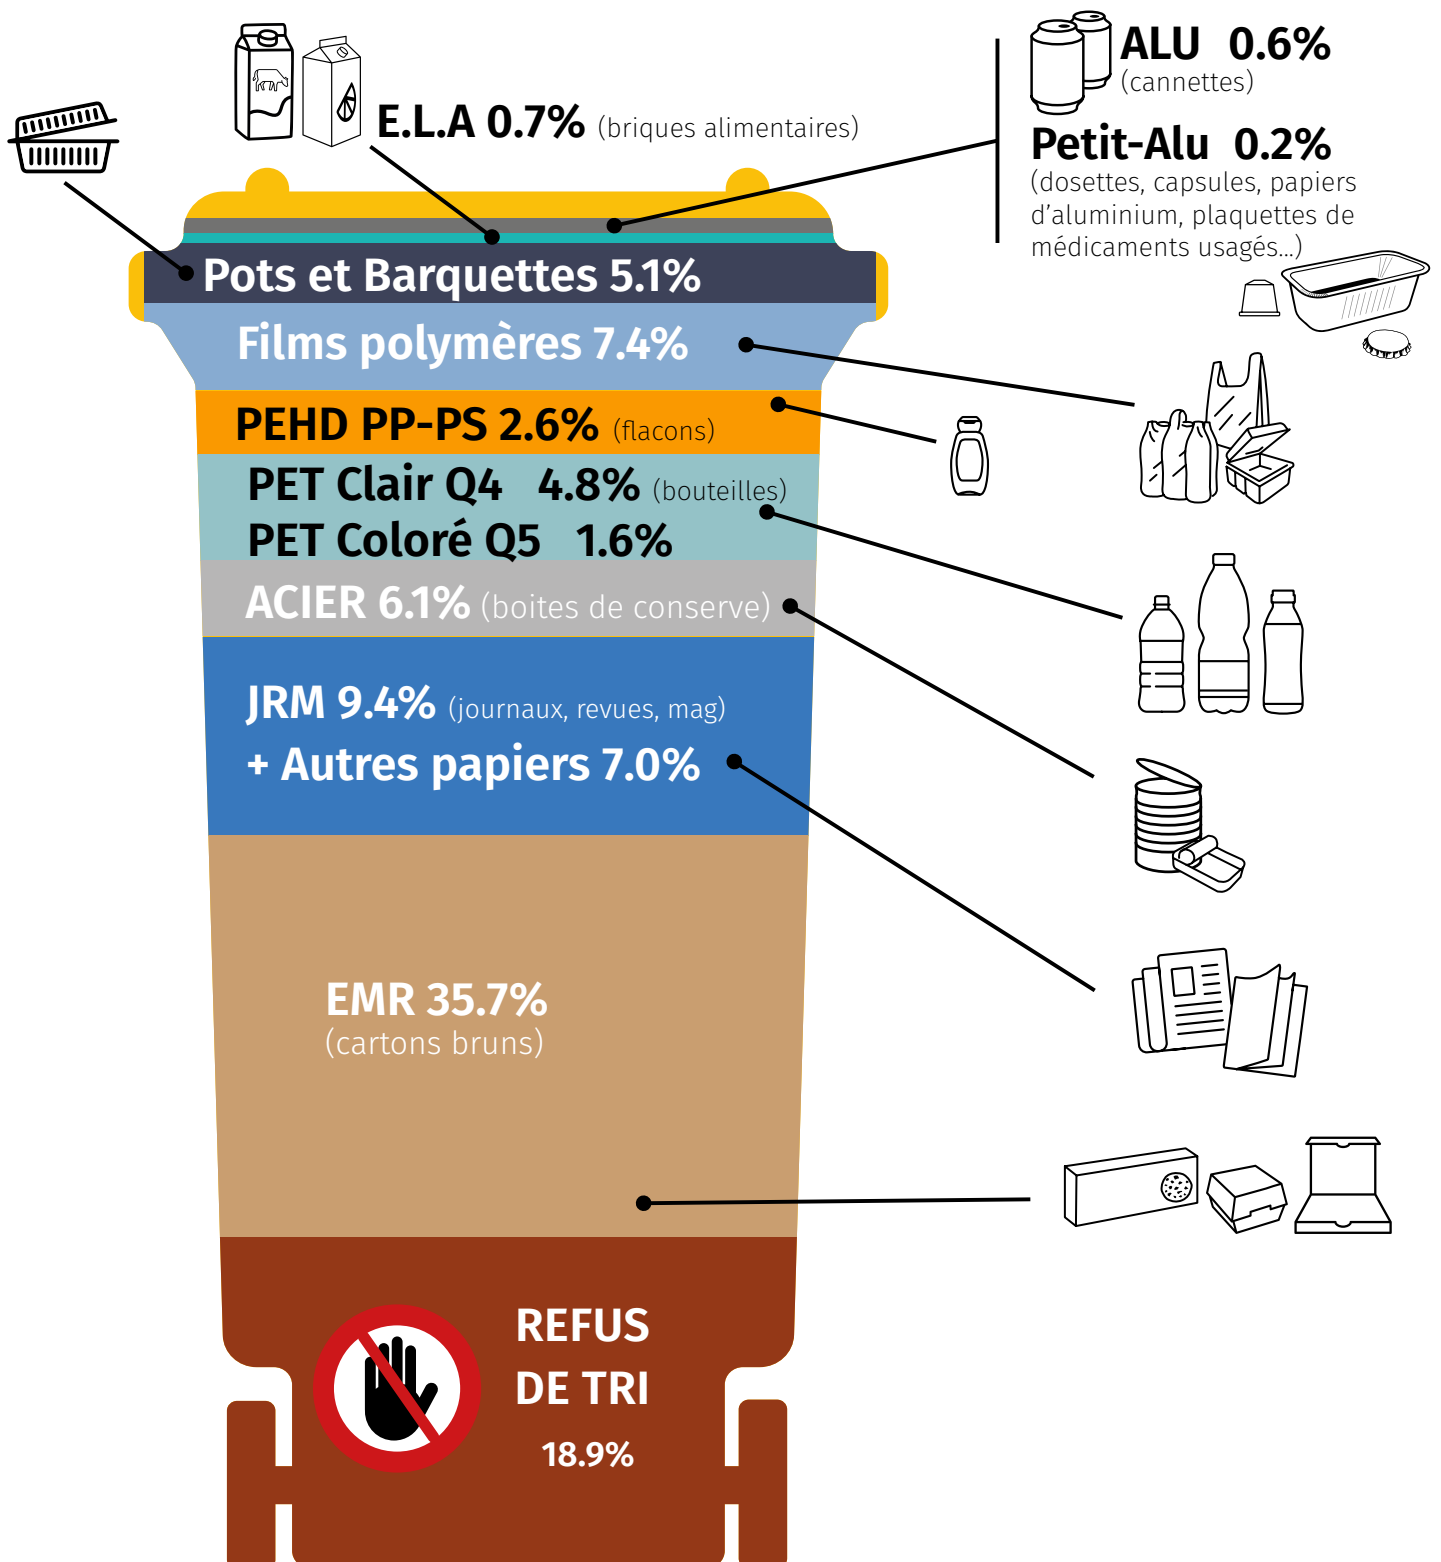 E.L.A 0.7% (briques alimentaires)
ALU 0.6%
(cannettes)
Petit-Alu 0.2%
(dosettes, capsules, papiers
d’aluminium, plaquettes de
médicaments usagés...)
Pots et Barquettes 5.1%
Films polymères 7.4%
PEHD PP-PS 2.6% (flacons)
PET Clair Q4 4.8% (bouteilles)
PET Coloré Q5 1.6%
ACIER 6.1% (boites de conserve)
JRM 9.4% (journaux, revues, mag)
+ Autres papiers 7.0%
EMR 35.7%
(cartons bruns)
REFUS
DE TRI
18.9%